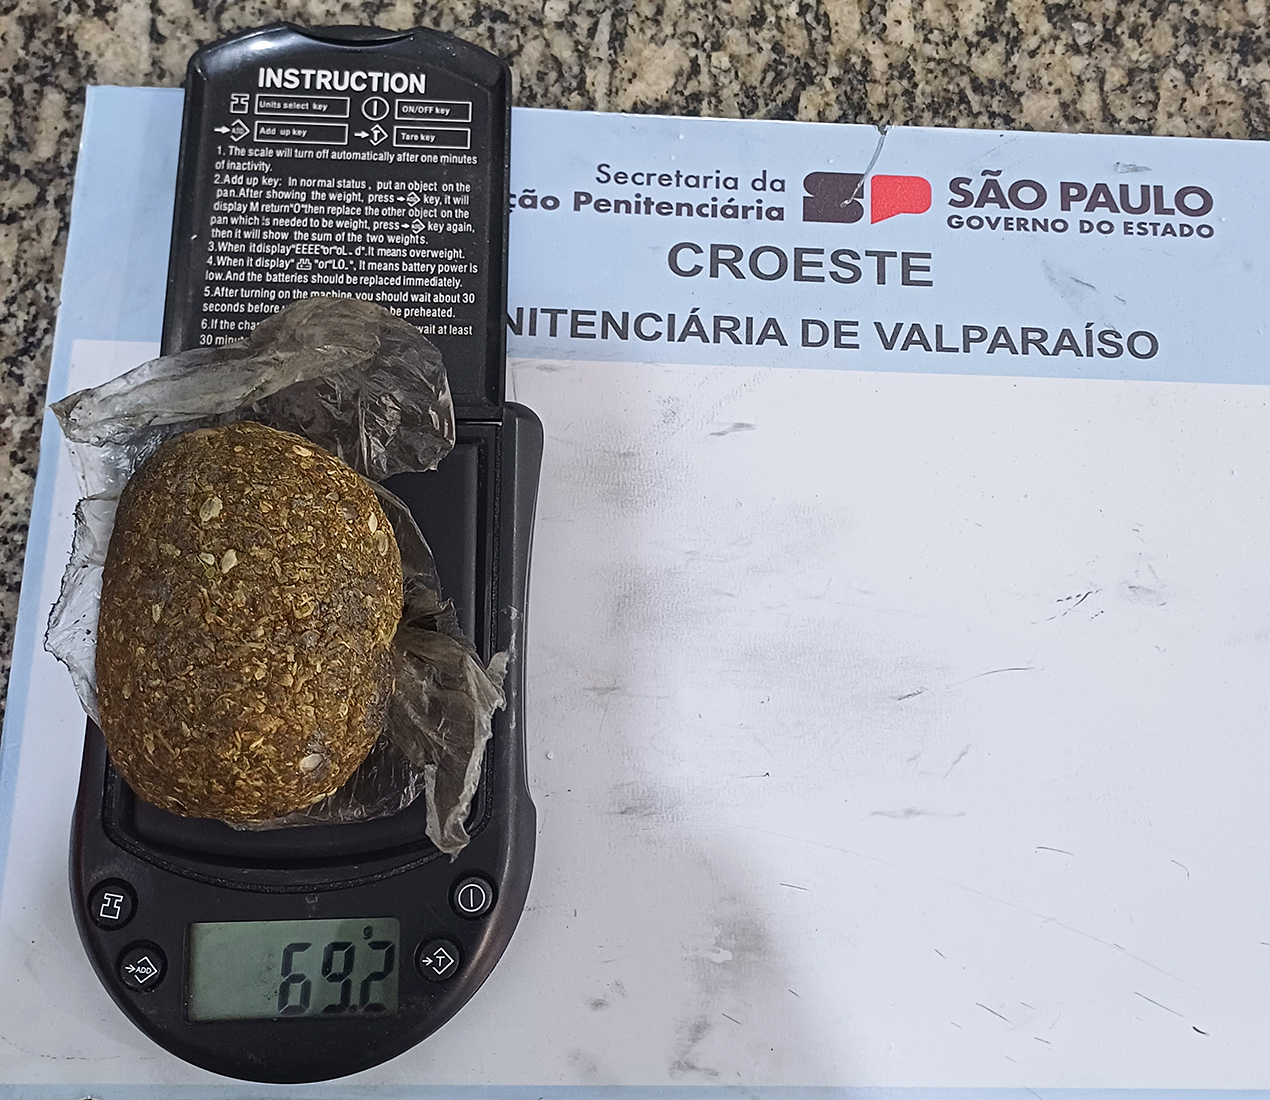 INSTRUCTION
Units select key
ON/OFF key
ADD
Add up key
T
Tare key
1. The scale will turn off automatically after one minutes
of inactivity.
2.Add up key: In normal status , put an object on the
pan.After showing the weight, press ADD key, it will
display M return"0"then replace the other object on the
pan which is needed to be weight, press ADD key again,
then it will show the sum of the two weights.
3.When it display"EEEE"or"oL_ d".It means overweight.
4.When it display" "or"LO_", It means battery power is
low.And the batteries should be replaced immediately.
5.After turning on the machine you should wait about 30
seconds before be preheated.
6.If the wait at least
30
Secretaria da
ção Penitenciária
SP
SÃO PAULO
GOVERNO DO ESTADO
CROESTE
NITENCIÁRIA DE VALPARAÍSO
g
69.2
ADD
T